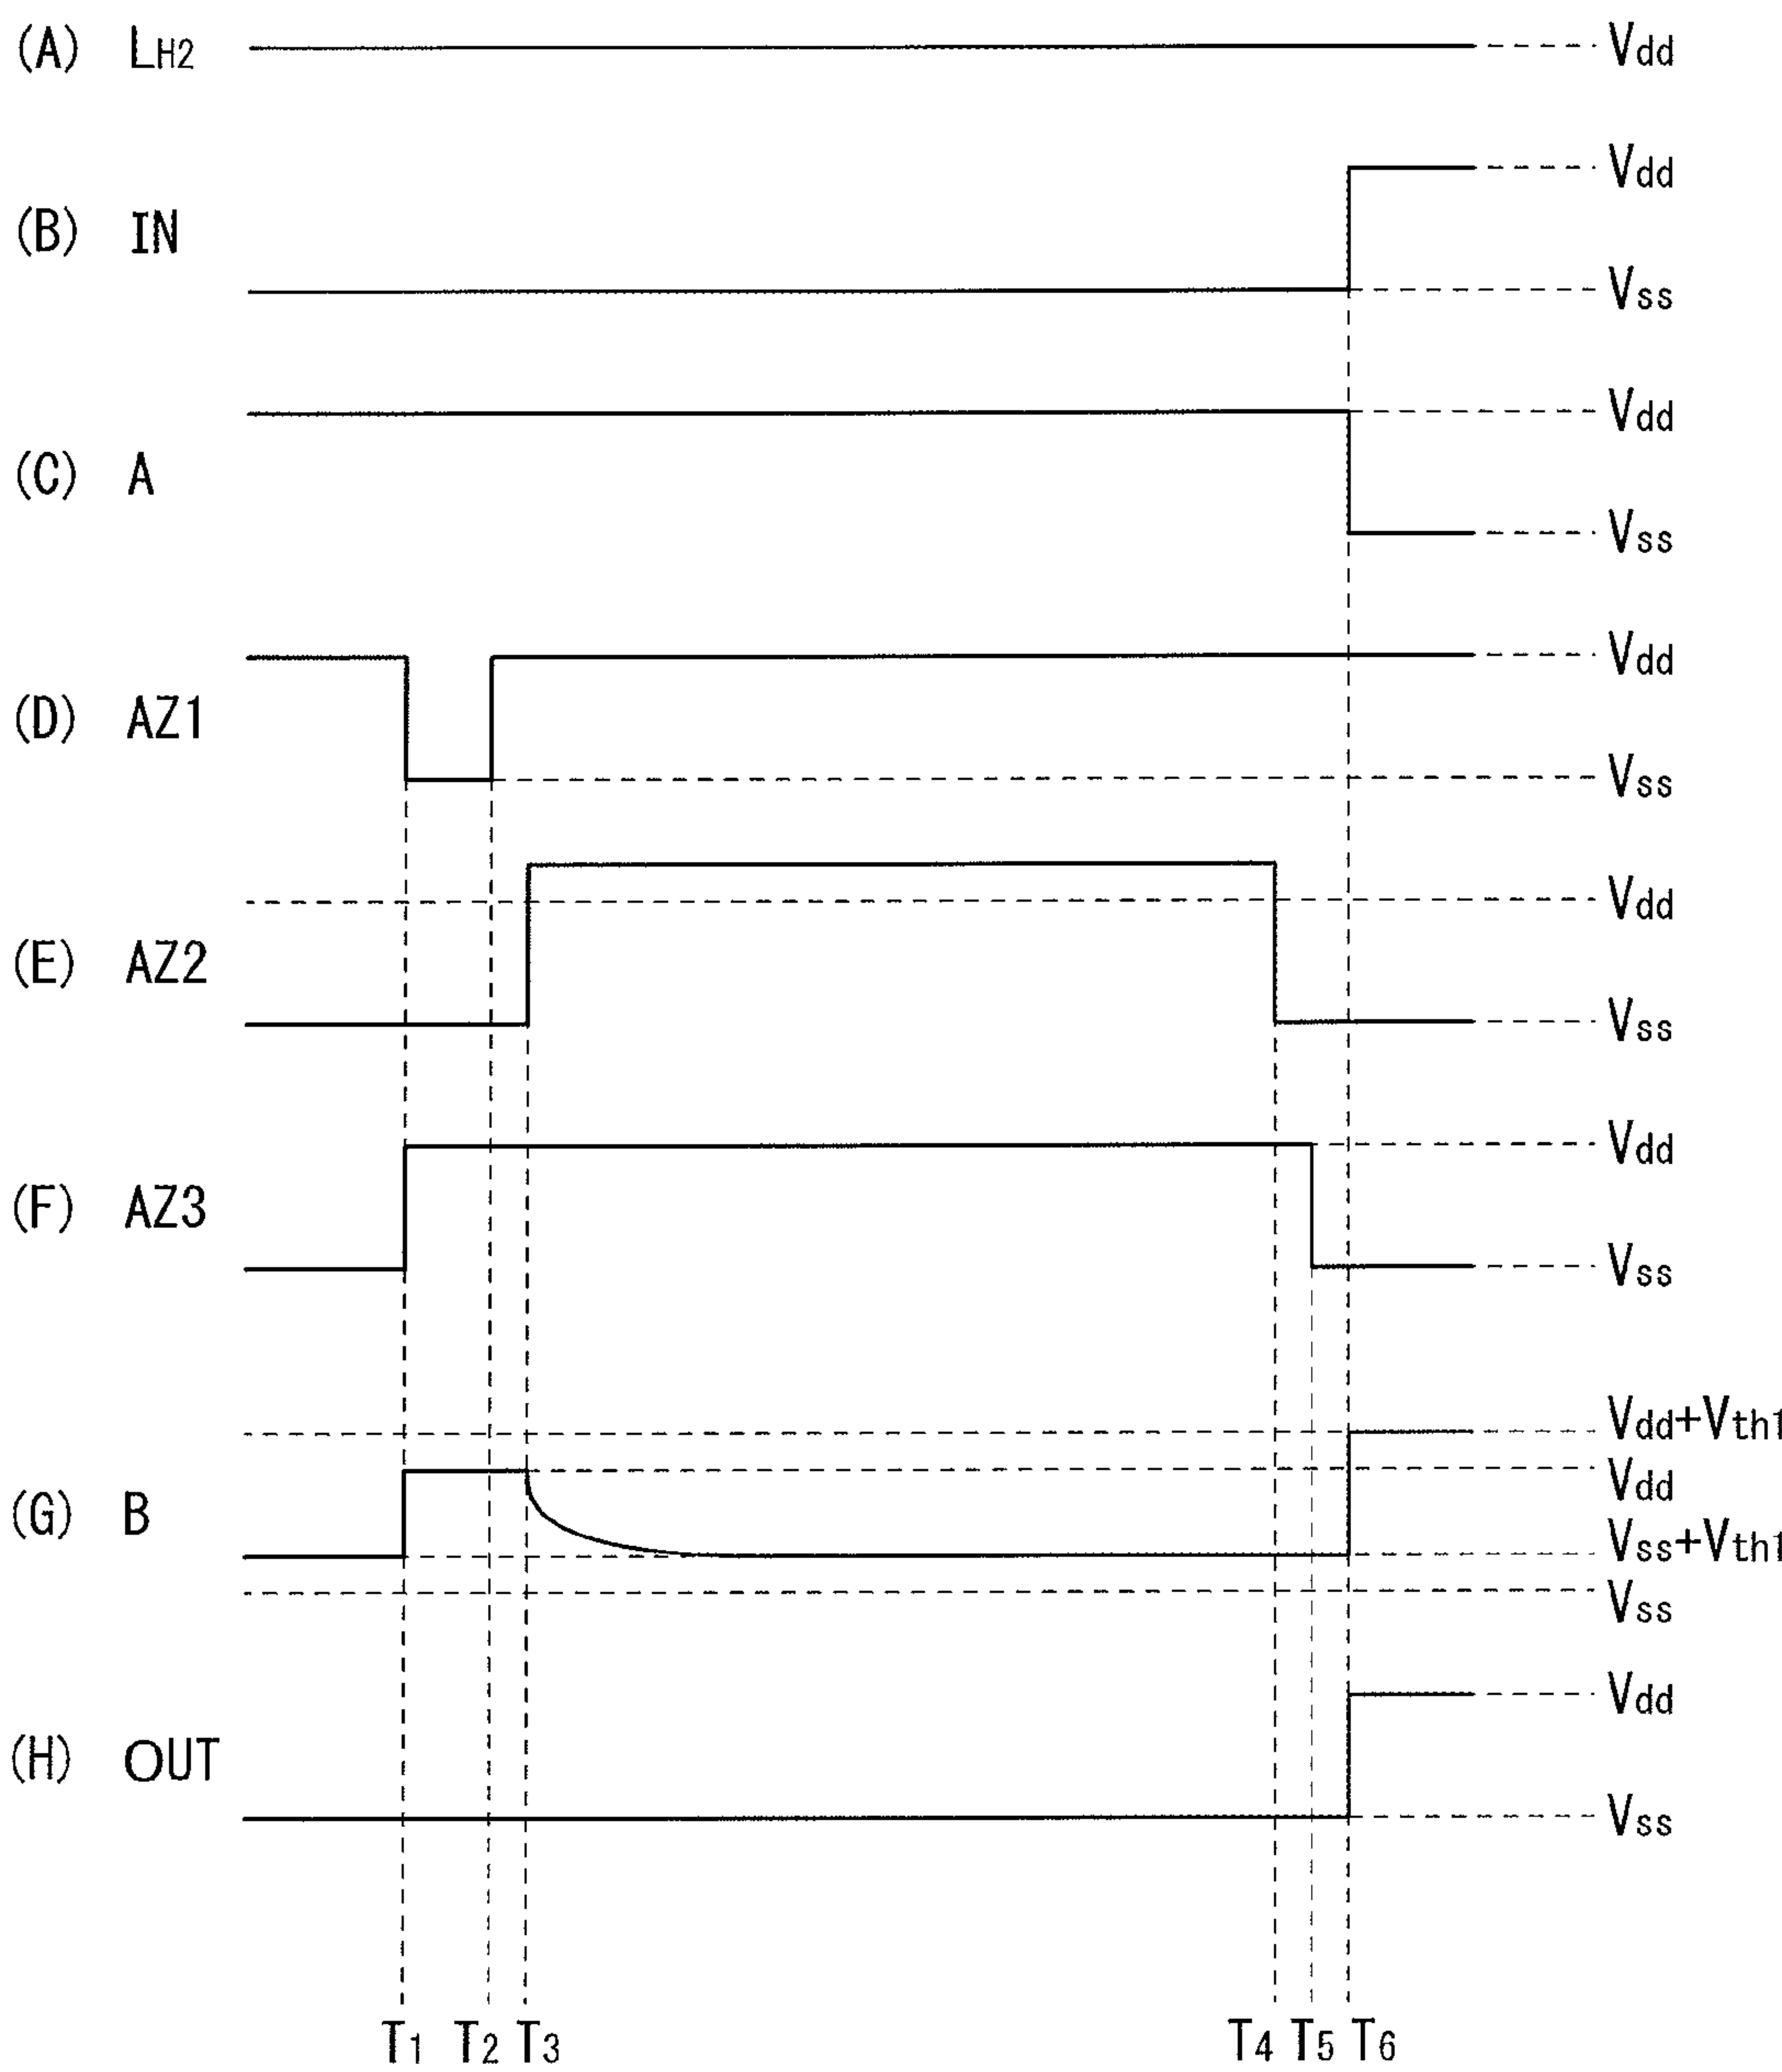 (A) LH2 Vdd
Vdd
(B) IN
Vss
Vdd
(C) A
Vss
Vdd
(D) AZ1
Vss
Vdd
(E) AZ2
Vss
Vdd
(F) AZ3
Vss
Vdd+Vth1
Vdd
(G) B
Vss+Vth1
Vss
Vdd
(H) OUT
Vss
T1 T2 T3 T4 T5 T6